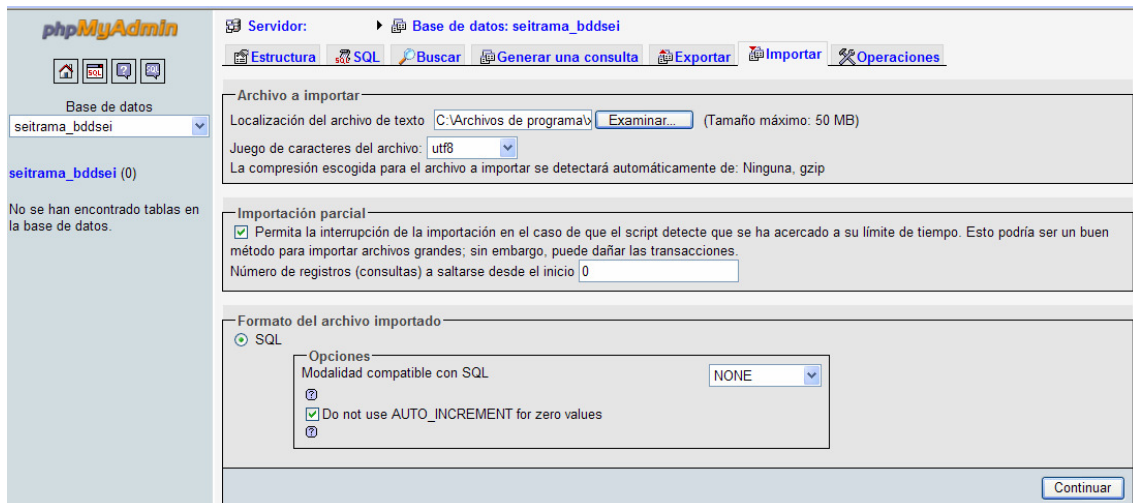 phpMyAdmin
SQL
Base de datos
seitrama_bddsei
seitrama_bddsei (0)
No se han encontrado tablas en
la base de datos.
Servidor: Base de datos: seitrama_bddsei
Estructura SQL Buscar Generar una consulta Exportar Importar Operaciones
Archivo a importar
Localización del archivo de texto C:\Archivos de programa\ Examinar... (Tamaño máximo: 50 MB)
Juego de caracteres del archivo: utf8
La compresión escogida para el archivo a importar se detectará automáticamente de: Ninguna, gzip
Importación parcial
Permita la interrupción de la importación en el caso de que el script detecte que se ha acercado a su límite de tiempo. Esto podría ser un buen
método para importar archivos grandes; sin embargo, puede dañar las transacciones.
Número de registros (consultas) a saltarse desde el inicio 0
Formato del archivo importado
SQL
Opciones
Modalidad compatible con SQL NONE
Do not use AUTO_INCREMENT for zero values
Continuar